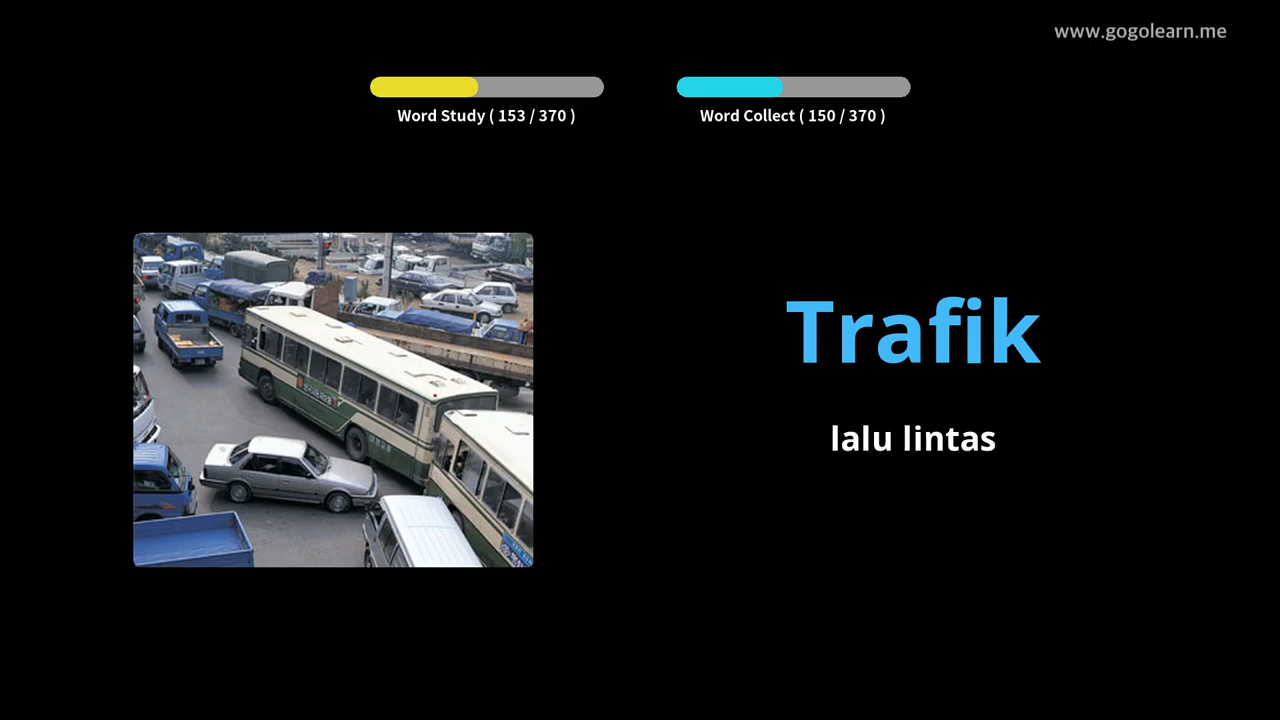 www.gogolearn.me
Word Study ( 153 / 370 )
Word Collect ( 150 / 370 )
Trafik
lalu lintas